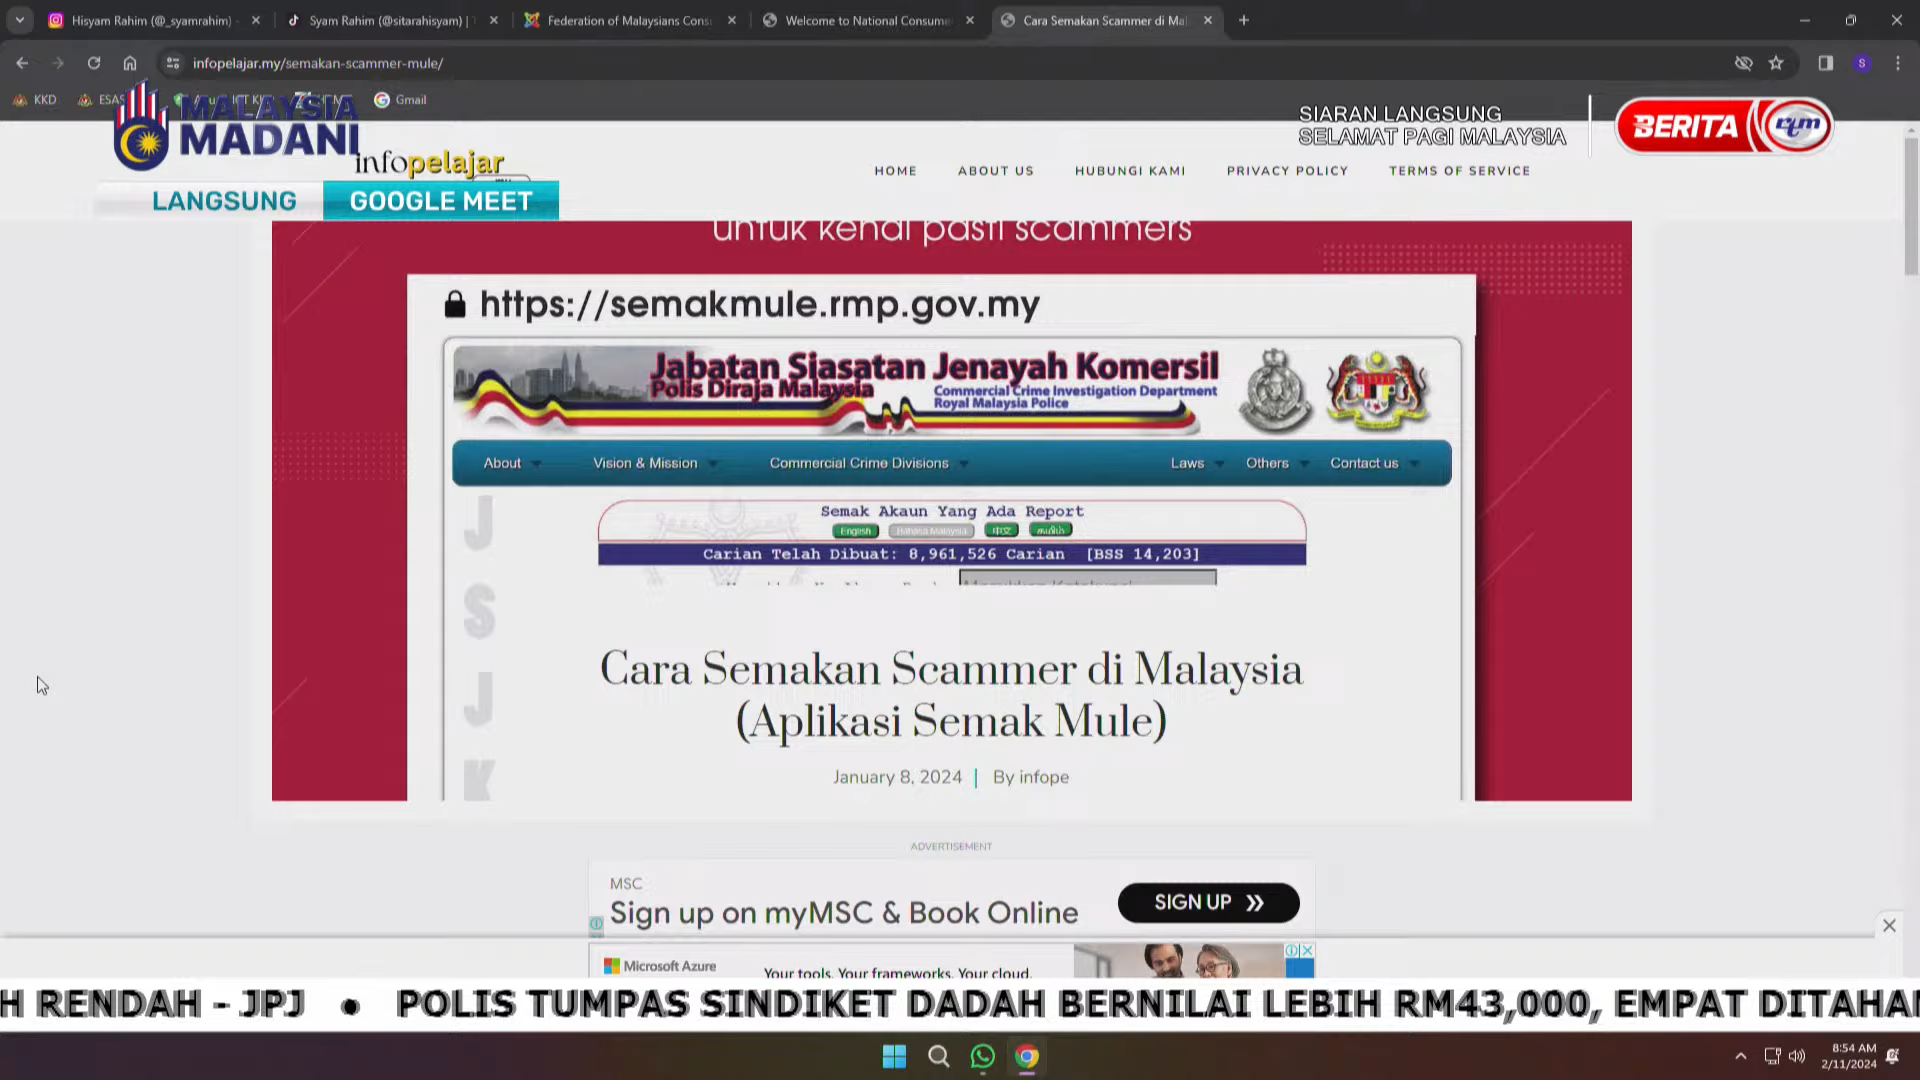 Hisyam Rahim (@_syamrahim)
Syam Rahim (@sitarahisyam) |
Federation of Malaysians Cons
Welcome to National Consume
Cara Semakan Scammer di Ma
infopelajar.my/semakan-scammer-mule/
S
KKD
ESAS
Gmail
MALAYSIA
MADANI
SIARAN LANGSUNG
SELAMAT PAGI MALAYSIA
BERITA rtm
infopelajar
HOME
ABOUT US
HUBUNGI KAMI
PRIVACY POLICY
TERMS OF SERVICE
LANGSUNG
GOOGLE MEET
untuk kenal pasti scammers
https://semakmule.rmp.gov.my
Jabatan Siasatan Jenayah Komersil
Polis Diraja Malaysia
Commercial Crime Investigation Department
Royal Malaysia Police
About
Vision & Mission
Commercial Crime Divisions
Laws
Others
Contact us
Semak Akaun Yang Ada Report
English
Bahasa Malaysia
中文
Carian Telah Dibuat: 8,961,526 Carian [BSS 14,203]
J
S
J
K
Cara Semakan Scammer di Malaysia
(Aplikasi Semak Mule)
January 8, 2024 | By infope
ADVERTISEMENT
MSC
Sign up on myMSC & Book Online
SIGN UP
Microsoft Azure
Your tools. Your frameworks. Your cloud.
H RENDAH - JPJ • POLIS TUMPAS SINDIKET DADAH BERNILAI LEBIH RM43,000, EMPAT DITAHAN
8:54 AM
2/11/2024